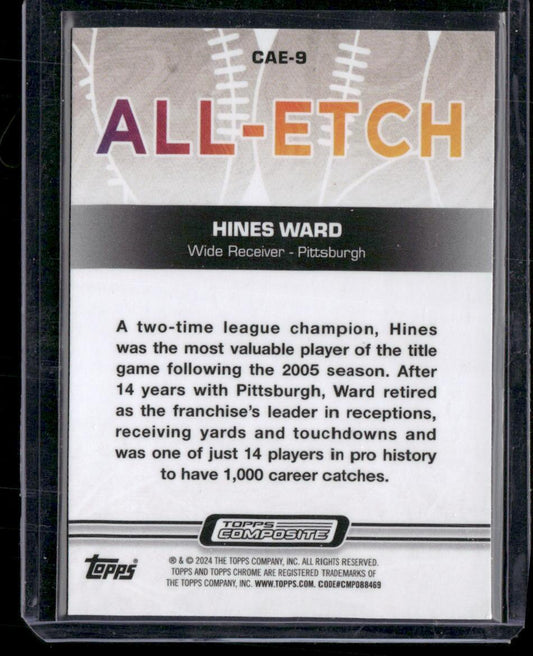 CAE-9
ALL-ETCH
HINES WARD
Wide Receiver - Pittsburgh
A two-time league champion, Hines
was the most valuable player of the title
game following the 2005 season. After
14 years with Pittsburgh, Ward retired
as the franchise's leader in receptions,
receiving yards and touchdowns and
was one of just 14 players in pro history
to have 1,000 career catches.
TOPPS
COMPOSITE
topps
® & © 2024 THE TOPPS COMPANY, INC. ALL RIGHTS RESERVED.
TOPPS AND TOPPS CHROME ARE REGISTERED TRADEMARKS OF
THE TOPPS COMPANY, INC. WWW.TOPPS.COM. CODE#CMP088469